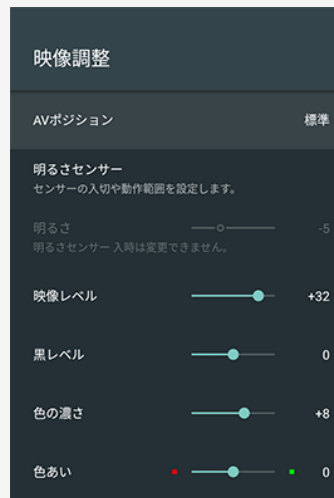 映像調整
AVポジション 標準
明るさセンサー
センサーの入切や動作範囲を設定します。
明るさ -5
明るさセンサー 入時は変更できません。
映像レベル +32
黒レベル 0
色の濃さ +8
色あい 0